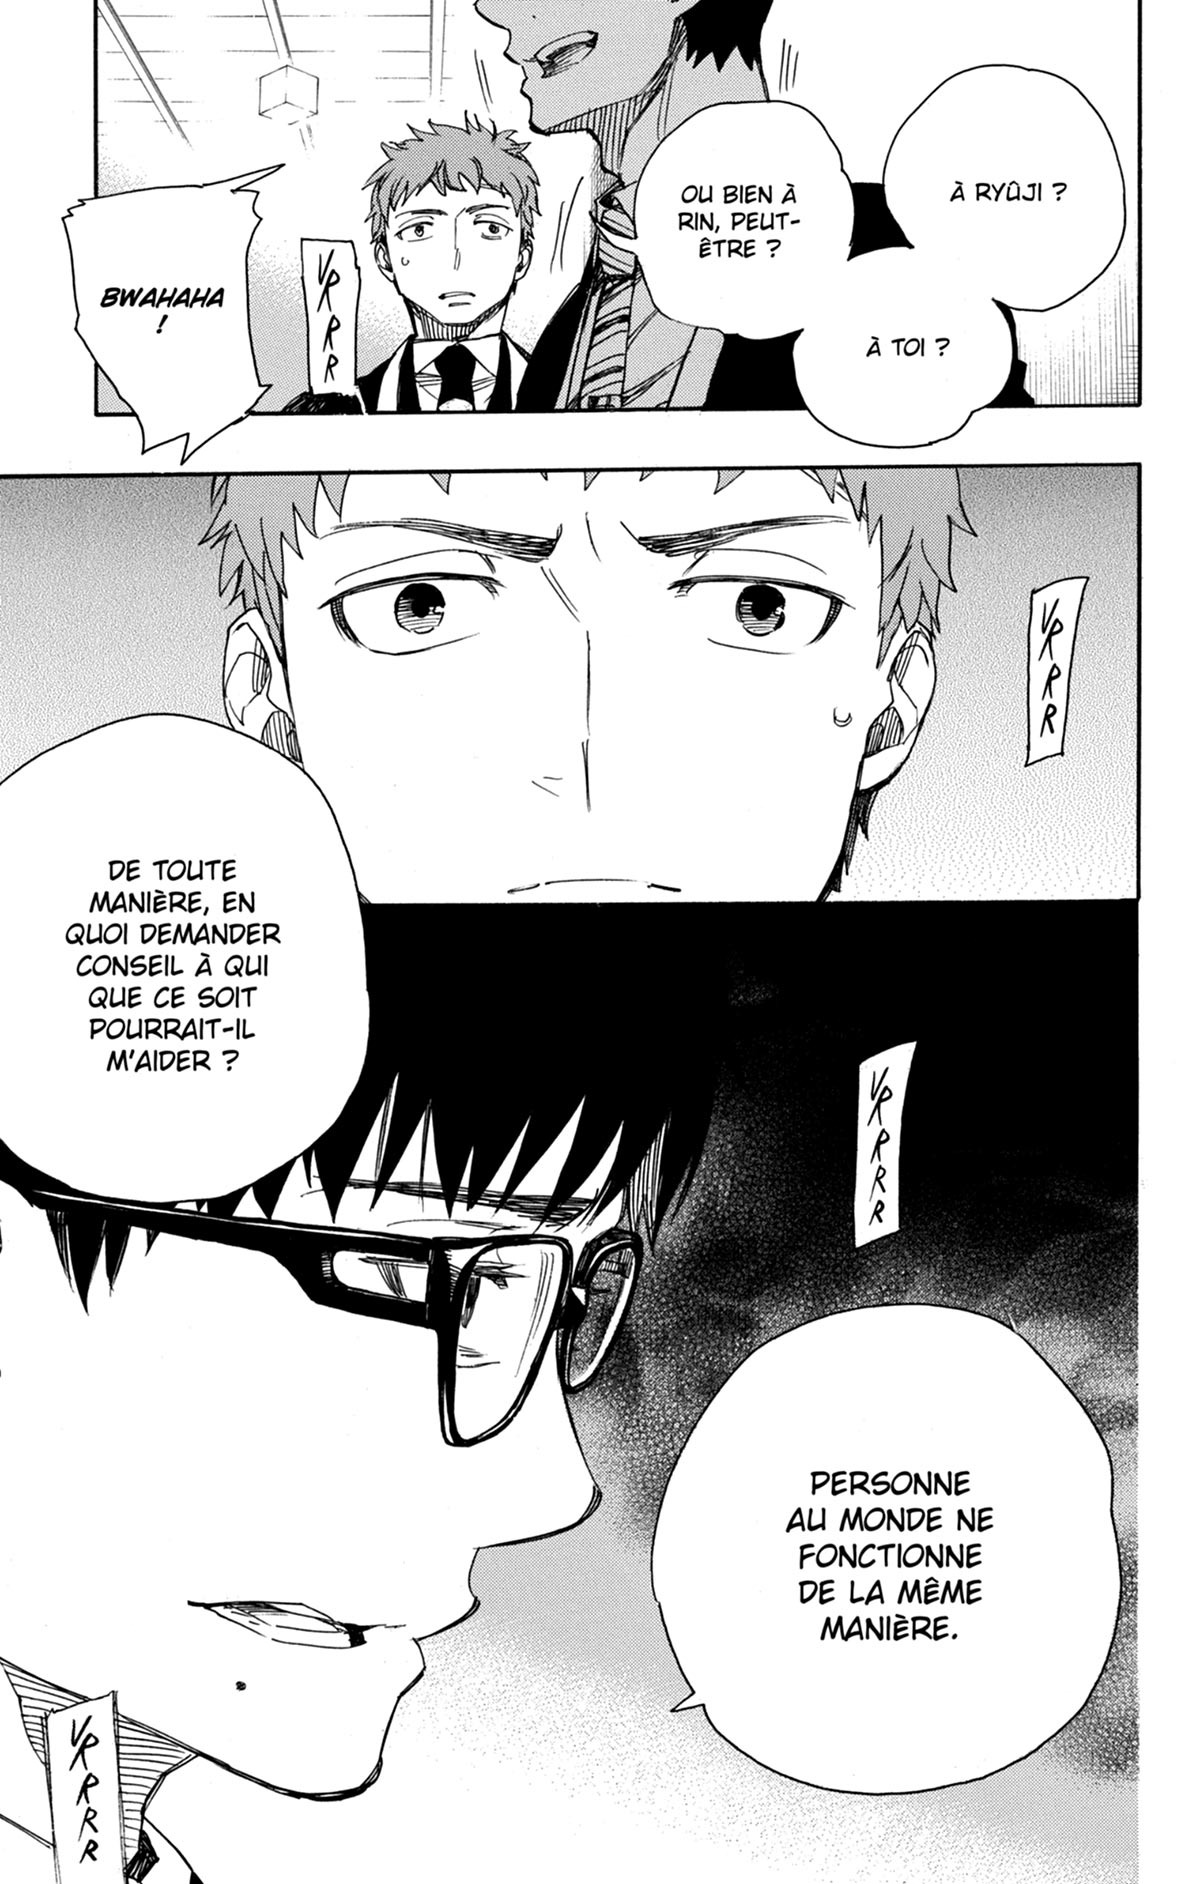 À RYÛJI ?
À TOI ?
OU BIEN À
RIN, PEUT-
ÊTRE ?
VRRR
BWAHAHA
!
VRRR
DE TOUTE
MANIÈRE, EN
QUOI DEMANDER
CONSEIL À QUI
QUE CE SOIT
POURRAIT-IL
M'AIDER ?
VRRRR
PERSONNE
AU MONDE NE
FONCTIONNE
DE LA MÊME
MANIÈRE.
VRRRR